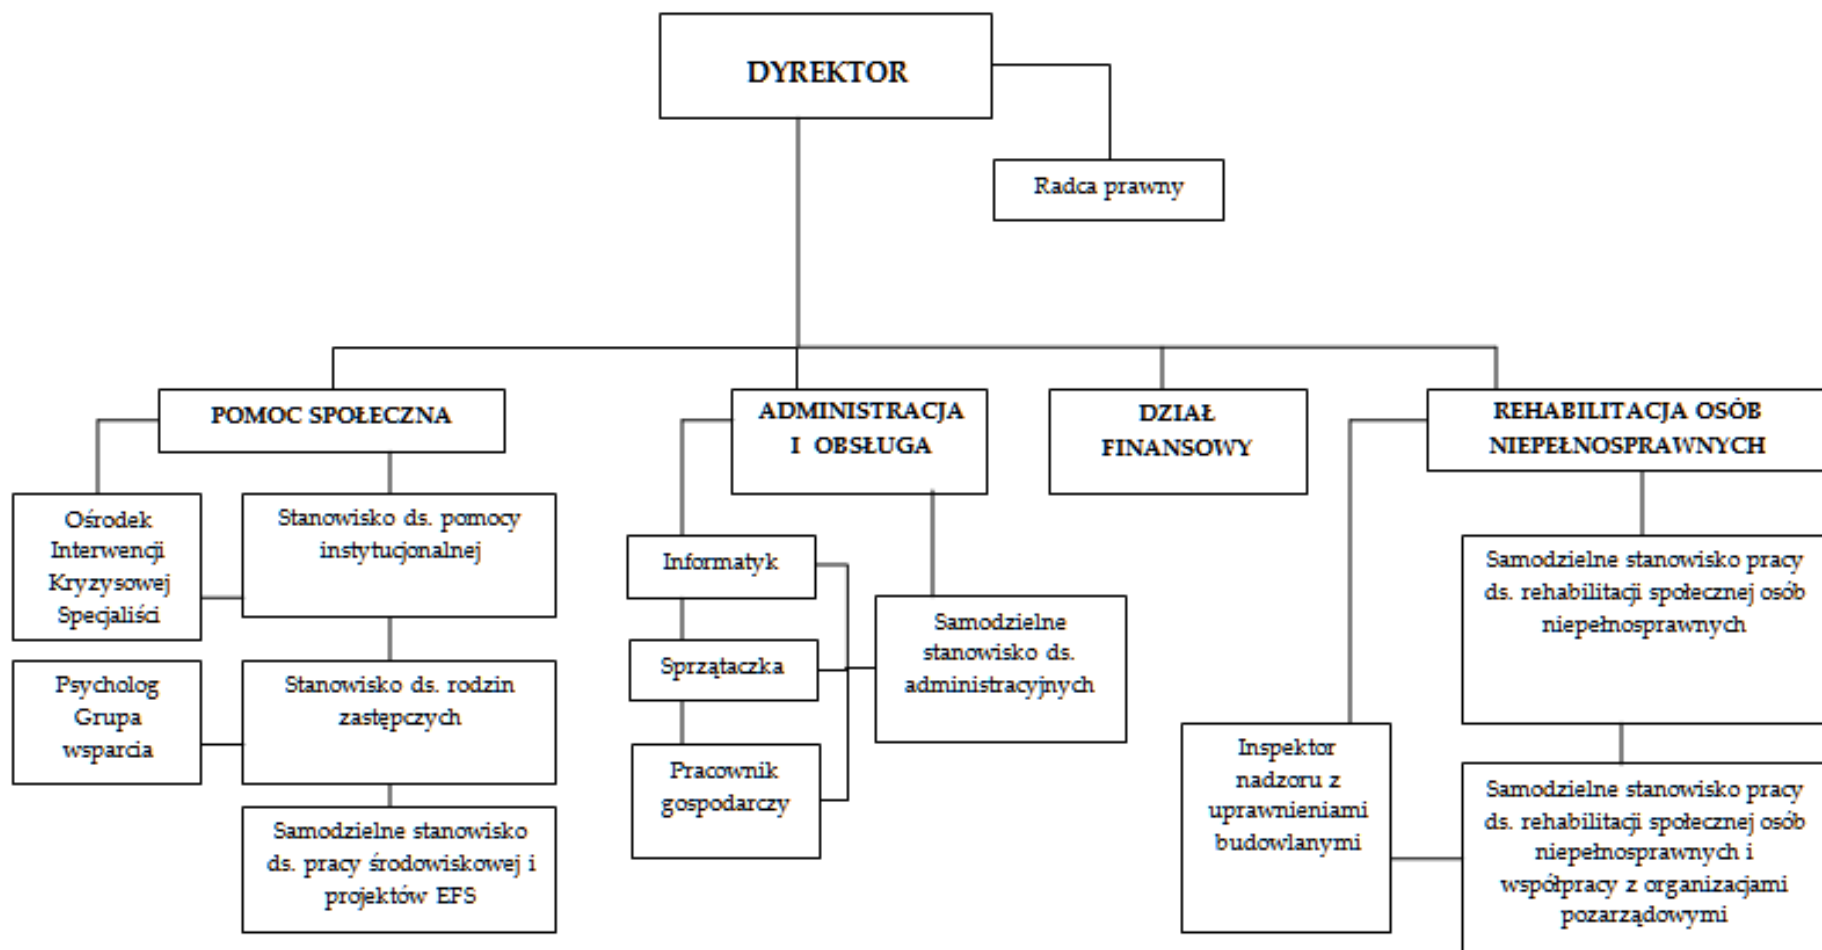 DYREKTOR
Radca prawny
POMOC SPOŁECZNA
ADMINISTRACJA
I OBSŁUGA
DZIAŁ
FINANSOWY
REHABILITACJA OSÓB
NIEPEŁNOSPRAWNYCH
Ośrodek
Interwencji
Kryzysowej
Specjaliści
Stanowisko ds. pomocy
instytucjonalnej
Psycholog
Grupa
wsparcia
Stanowisko ds. rodzin
zastępczych
Samodzielne stanowisko
ds. pracy środowiskowej i
projektów EFS
Informatyk
Sprzątaczka
Pracownik
gospodarczy
Samodzielne
stanowisko ds.
administracyjnych
Inspektor
nadzoru z
uprawnieniami
budowlanymi
Samodzielne stanowisko pracy
ds. rehabilitacji społecznej osób
niepełnosprawnych
Samodzielne stanowisko pracy
ds. rehabilitacji społecznej osób
niepełnosprawnych i
współpracy z organizacjami
pozarządowymi